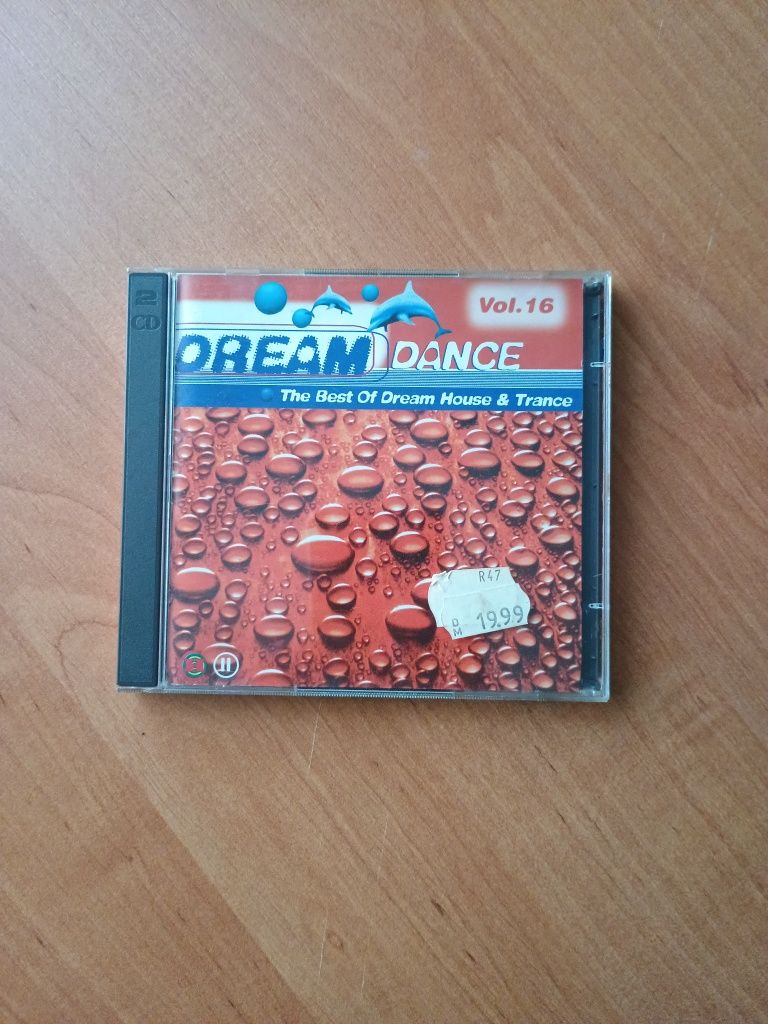 2
CD
Vol.16
DREAM DANCE
The Best Of Dream House & Trance
R47
DM 19.99